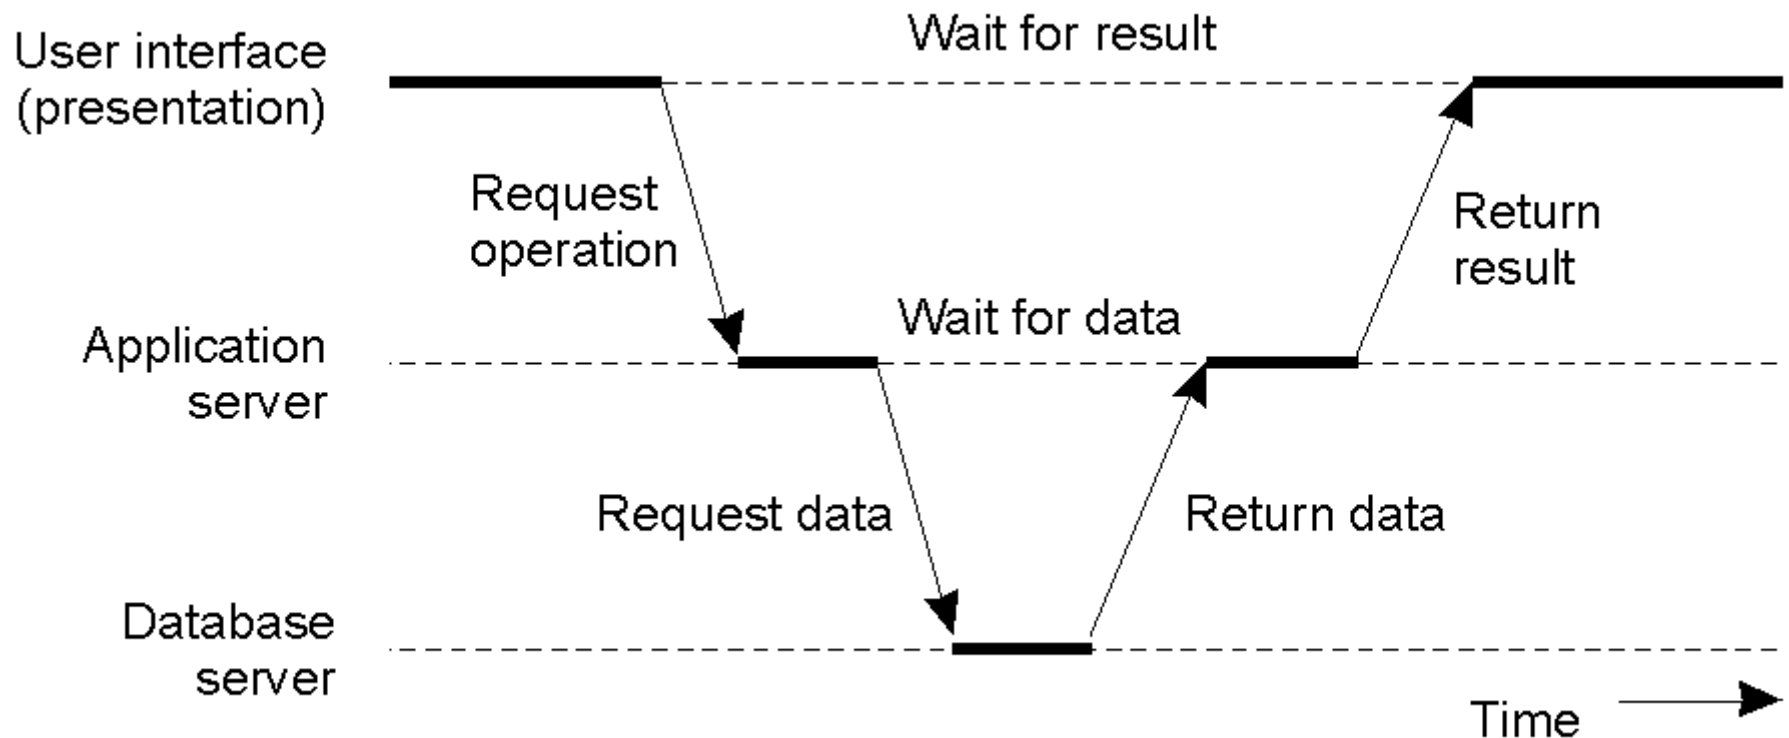 Wait for result
User interface
(presentation)
Request
operation
Return
result
Wait for data
Application
server
Request data
Return data
Database
server
Time